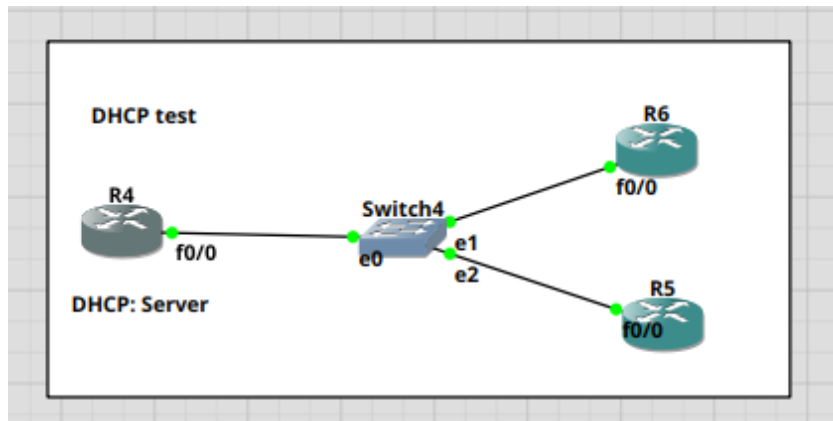 DHCP test
R6
f0/0
R4
f0/0
Switch4
e0
e1
e2
R5
f0/0
DHCP: Server